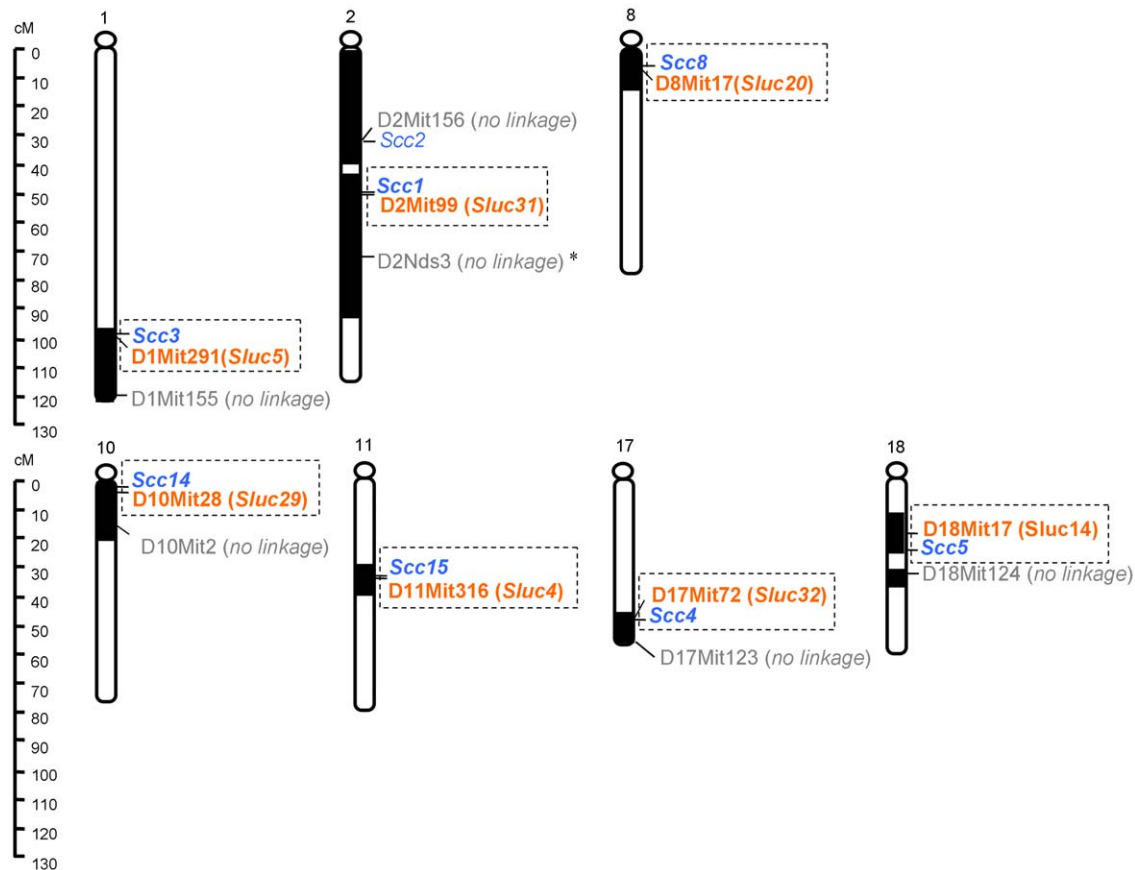 cM
1
2
8
0
10
20
30
40
50
60
70
80
90
100
110
120
130
Scc3
D1Mit291(Sluc5)
D1Mit155 (no linkage)
D2Mit156 (no linkage)
Scc2
Scc1
D2Mit99 (Sluc31)
D2Nds3 (no linkage) *
Scc8
D8Mit17(Sluc20)
cM
10
11
17
18
0
10
20
30
40
50
60
70
80
90
100
110
120
130
Scc14
D10Mit28 (Sluc29)
D10Mit2 (no linkage)
Scc15
D11Mit316 (Sluc4)
D17Mit72 (Sluc32)
Scc4
D17Mit123 (no linkage)
D18Mit17 (Sluc14)
Scc5
D18Mit124 (no linkage)